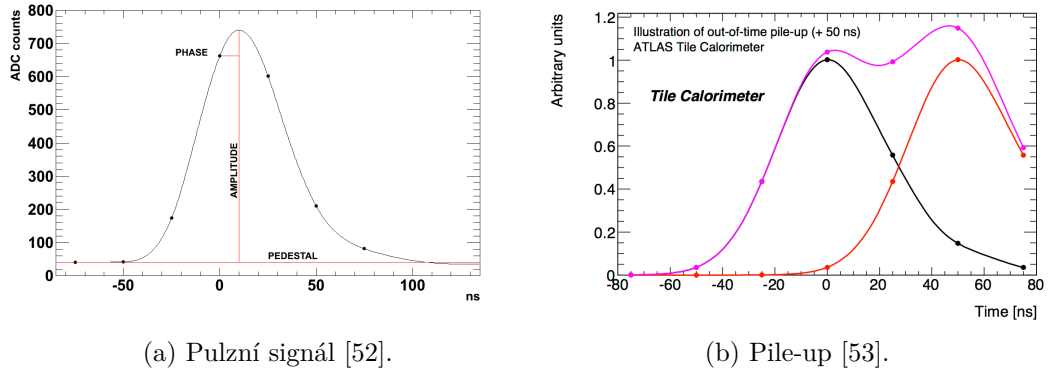 ADC counts
800
700
600
500
400
300
200
100
0
PHASE
AMPLITUDE
PEDESTAL
-50
0
50
100
ns
(a) Pulzní signál [52].
Arbitrary units
1.2
1
0.8
0.6
0.4
0.2
0
Illustration of out-of-time pile-up (+ 50 ns)
ATLAS Tile Calorimeter
Tile Calorimeter
-80
-60
-40
-20
0
20
40
60
80
Time [ns]
(b) Pile-up [53].